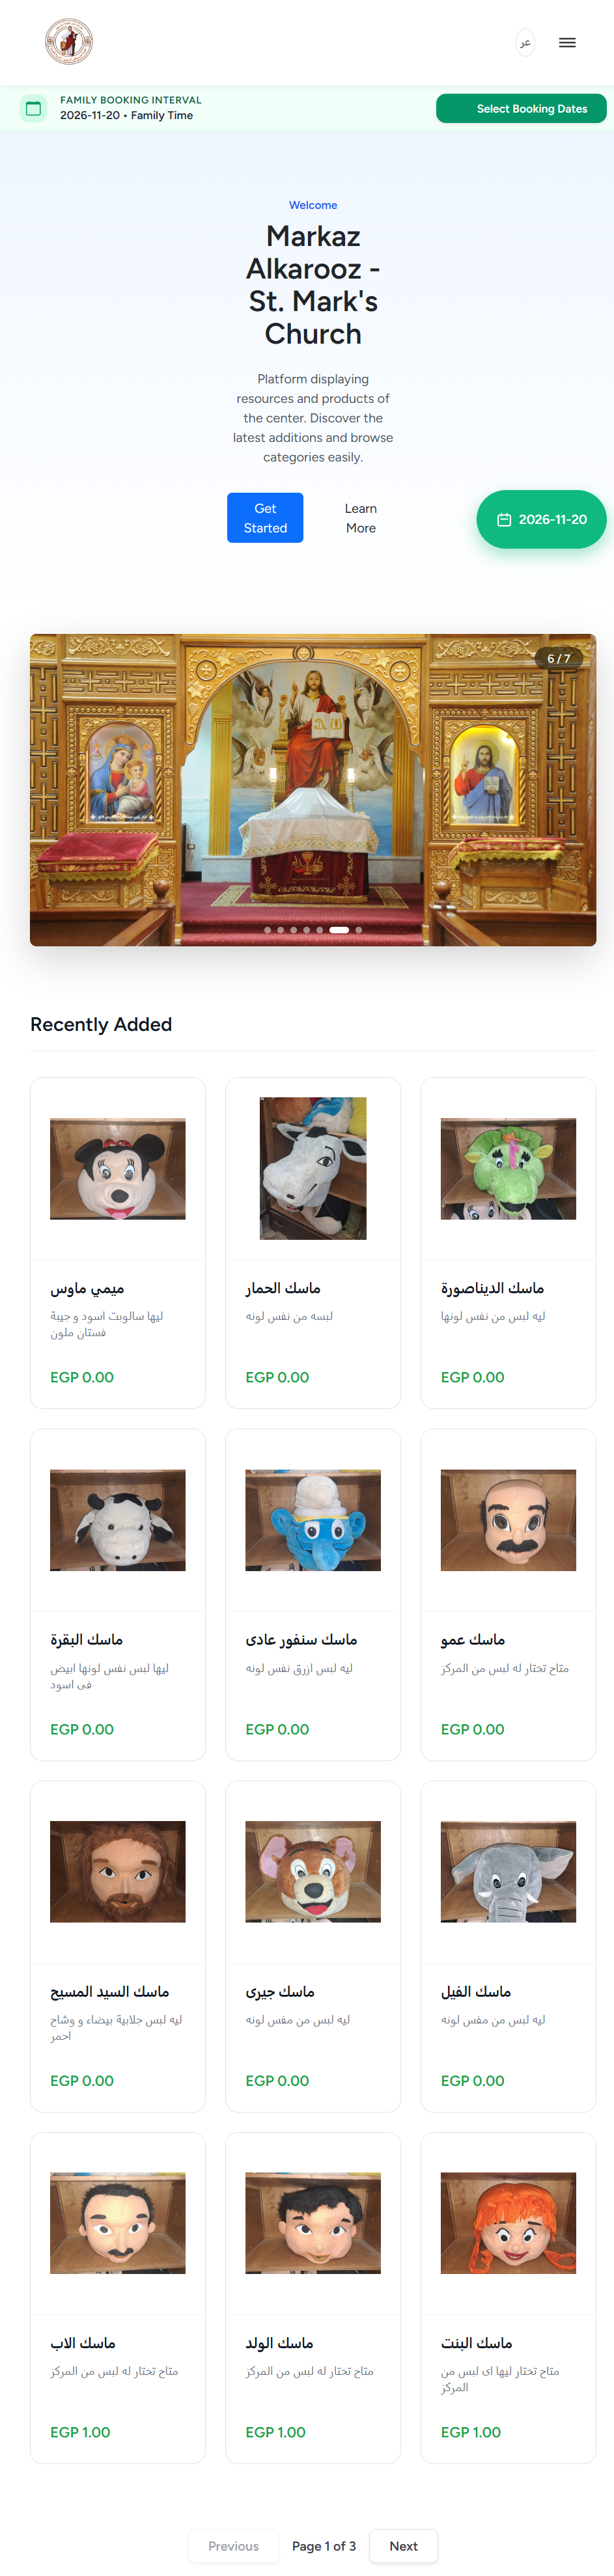 عر
FAMILY BOOKING INTERVAL
2026-11-20 • Family Time
Select Booking Dates
Welcome
Markaz
Alkarooz -
St. Mark's
Church
Platform displaying
resources and products of
the center. Discover the
latest additions and browse
categories easily.
Get
Started
Learn
More
2026-11-20
6 / 7
Recently Added
ميمي ماوس
ليها سالوبت اسود و جيبة
فستان ملون
EGP 0.00
ماسك الحمار
لبسه من نفس لونه
EGP 0.00
ماسك الديناصورة
ليه لبس من نفس لونها
EGP 0.00
ماسك البقرة
ليها لبس نفس لونها ابيض
فى اسود
EGP 0.00
ماسك سنفور عادى
ليه لبس ازرق نفس لونه
EGP 0.00
ماسك عمو
متاح تختار له لبس من المركز
EGP 0.00
ماسك السيد المسيح
ليه لبس جلابية بيضاء و وشاح
احمر
EGP 0.00
ماسك جيرى
ليه لبس من مفس لونه
EGP 0.00
ماسك الفيل
ليه لبس من مفس لونه
EGP 0.00
ماسك الاب
متاح تختار له لبس من المركز
EGP 1.00
ماسك الولد
متاح تختار له لبس من المركز
EGP 1.00
ماسك البنت
متاح تختار ليها اى لبس من
المركز
EGP 1.00
Previous
Page 1 of 3
Next